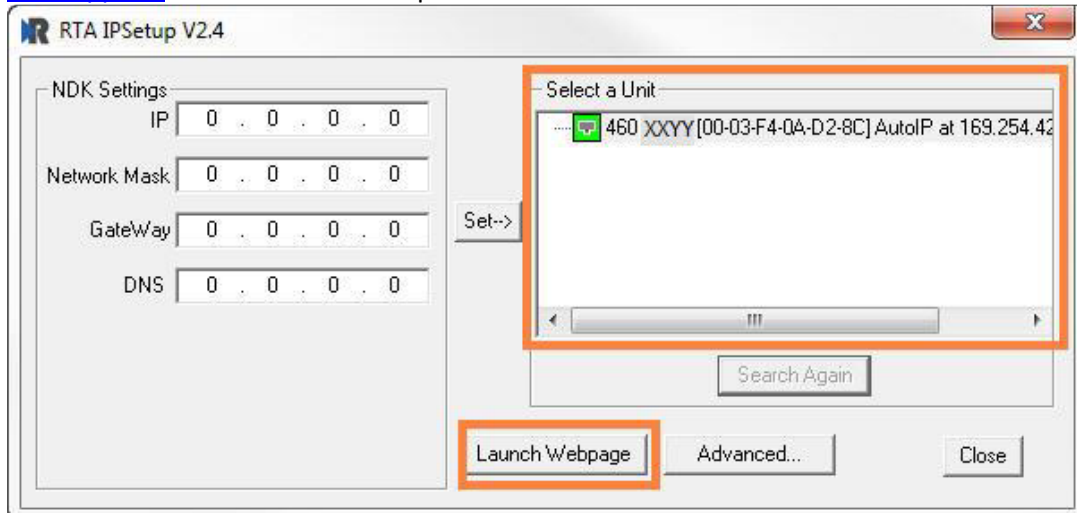 RTA IPSetup V2.4
NDK Settings
IP 0 . 0 . 0 . 0
Network Mask 0 . 0 . 0 . 0
GateWay 0 . 0 . 0 . 0
DNS 0 . 0 . 0 . 0
Set-->
Select a Unit
460 XXYY [00-03-F4-0A-D2-8C] AutoIP at 169.254.42
Search Again
Launch Webpage
Advanced...
Close